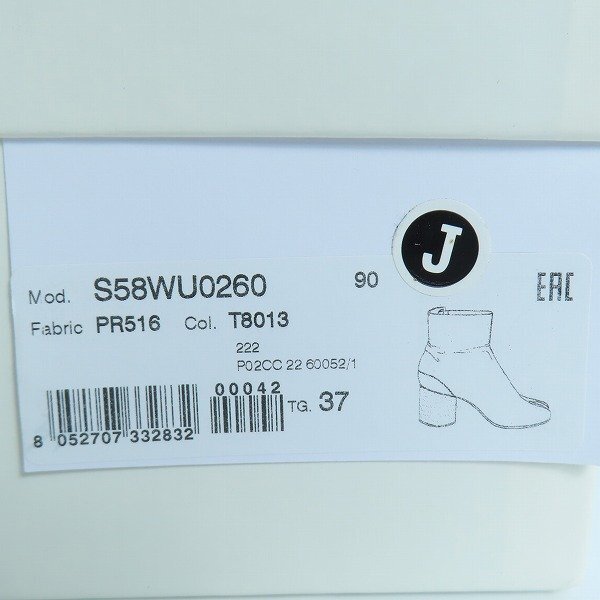 J
Mod. S58WU0260 90 EAC
Fabric PR516 Col. T8013
222
P02CC 22 60052/1
00042
TG. 37
8 052707 332832